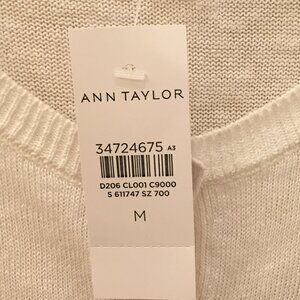 ANN TAYLOR
34724675 A3
D206 CL001 C9000
S 611747 SZ 700
M